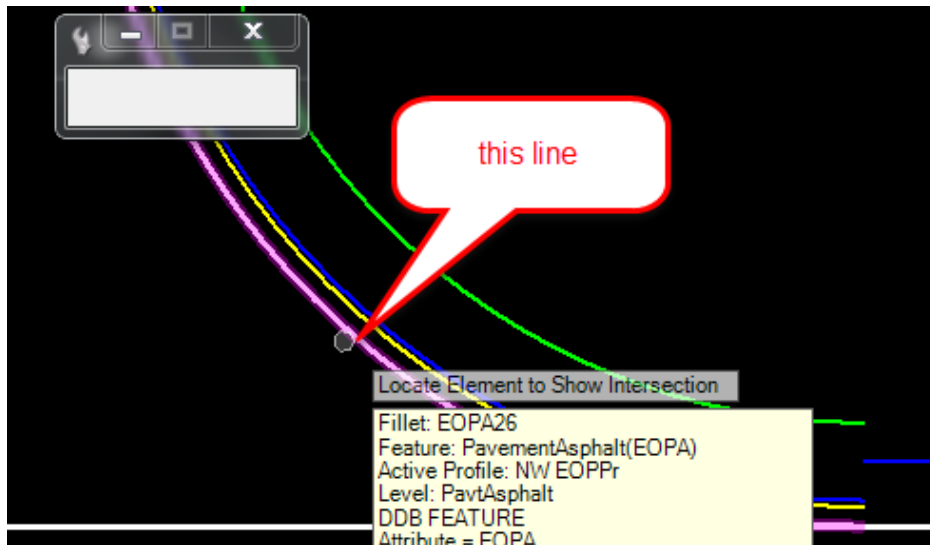 this line
Locate Element to Show Intersection
Fillet: EOPA26
Feature: PavementAsphalt(EOPA)
Active Profile: NW EOPPr
Level: PavtAsphalt
DDB FEATURE
Attribute = EOPA